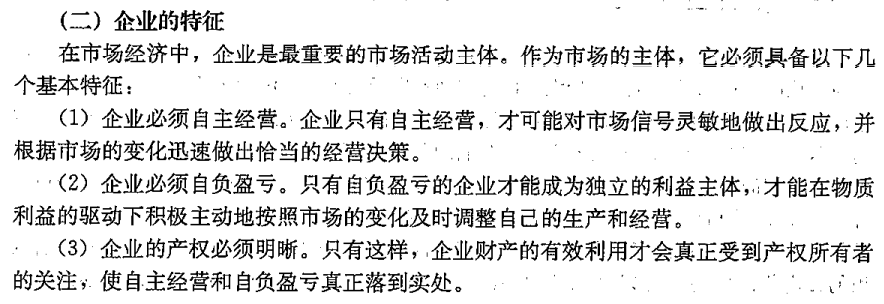 （二）企业的特征
在市场经济中，企业是最重要的市场活动主体。作为市场的主体，它必须具备以下几
个基本特征：
（1）企业必须自主经营。企业只有自主经营，才可能对市场信号灵敏地做出反应，并
根据市场的变化迅速做出恰当的经营决策。
（2）企业必须自负盈亏。只有自负盈亏的企业才能成为独立的利益主体，才能在物质
利益的驱动下积极主动地按照市场的变化及时调整自己的生产和经营。
（3）企业的产权必须明晰。只有这样，企业财产的有效利用才会真正受到产权所有者
的关注，使自主经营和自负盈亏真正落到实处。